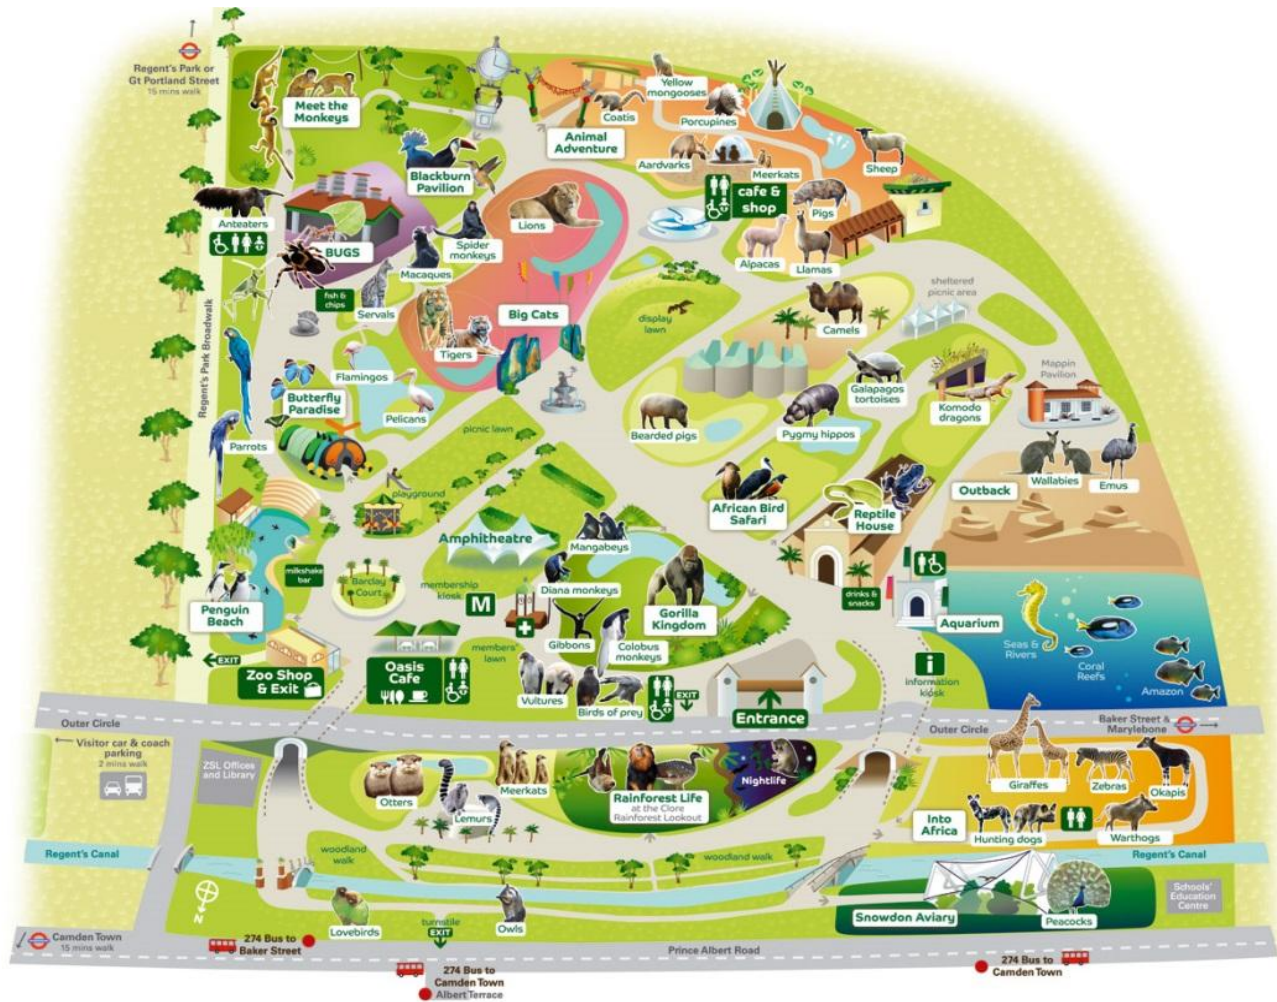 Regent's Park or
Gt Portland Street
15 mins walk
Meet the
Monkeys
Yellow
mongooses
Coatis
Porcupines
Animal
Adventure
Aardvarks
Meerkats
Sheep
Blackburn
Pavilion
cafe &
shop
Pigs
Lions
Anteaters
BUGS
Spider
monkeys
Macaques
Alpacas
Llamas
fish &
chips
Servals
sheltered
picnic area
Big Cats
display
lawn
Camels
Tigers
Regent's Park Broadwalk
Flamingos
Mappin
Pavilion
Galapagos
tortoises
Komodo
dragons
Butterfly
Paradise
Pelicans
Parrots
picnic lawn
Bearded pigs
Pygmy hippos
Wallabies
Emus
playground
African Bird
Safari
Reptile
House
Outback
Amphitheatre
Mangabeys
milkshake
bar
Barclay
Court
membership
kiosk
M
Diana monkeys
drinks &
snacks
Penguin
Beach
Gorilla
Kingdom
Aquarium
Seas &
Rivers
Gibbons
Colobus
monkeys
members'
lawn
EXIT
Zoo Shop
& Exit
Oasis
Cafe
i
information
kiosk
Coral
Reefs
Amazon
Vultures
Birds of prey
EXIT
Entrance
Outer Circle
Outer Circle
Baker Street &
Marylebone
Visitor car & coach
parking
2 mins walk
ZSL Offices
and Library
Otters
Meerkats
Lemurs
Nightlife
Rainforest Life
at the Clore
Rainforest Lookout
Giraffes
Zebras
Okapis
Into
Africa
Hunting dogs
Warthogs
Regent's Canal
woodland
walk
woodland walk
Regent's Canal
N
Snowdon Aviary
Peacocks
Schools'
Education
Centre
Lovebirds
turnstile
EXIT
Owls
Camden Town
15 mins walk
274 Bus to
Baker Street
Prince Albert Road
274 Bus to
Camden Town
Albert Terrace
274 Bus to
Camden Town